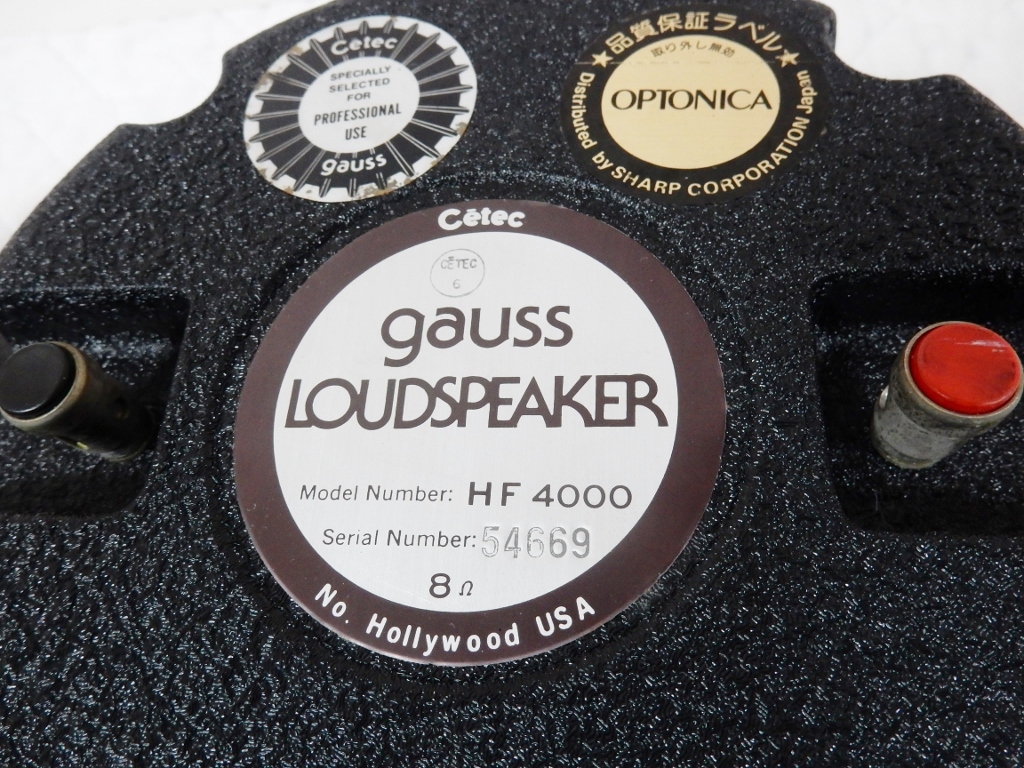 Cetec
SPECIALLY
SELECTED
FOR
PROFESSIONAL
USE
gauss
★品質保証ラベル★
取り外し無効
OPTONICA
Distributed by SHARP CORPORATION Japan
Cētec
CETEC
6
gauss
LOUDSPEAKER
Model Number: HF 4000
Serial Number: 54669
8 Ω
No. Hollywood USA